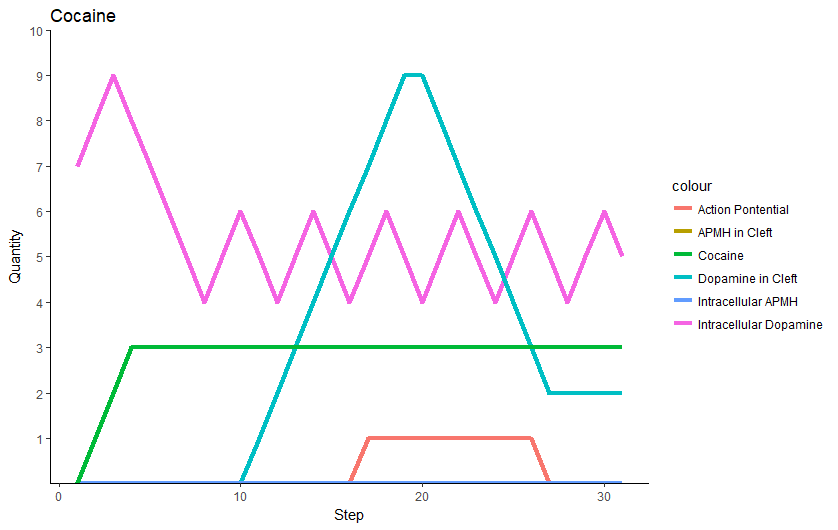 Cocaine
10
9
8
7
6
5
4
3
2
1
Quantity
0
10
20
30
Step
colour
Action Pontential
APMH in Cleft
Cocaine
Dopamine in Cleft
Intracellular APMH
Intracellular Dopamine